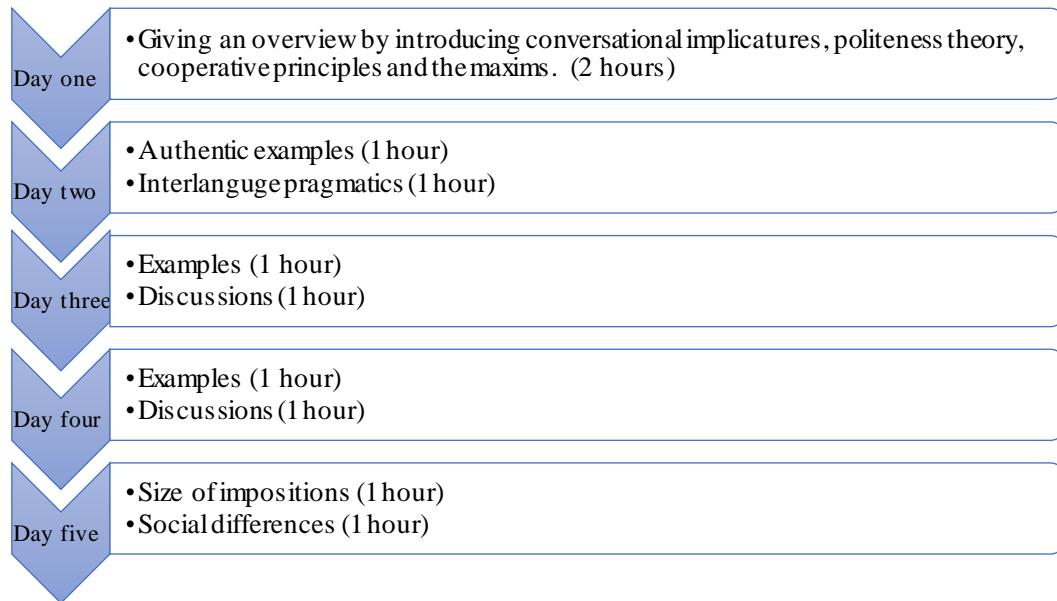 Day one
•Giving an overview by introducing conversational implicatures, politeness theory,
cooperative principles and the maxims. (2 hours)
Day two
•Authentic examples (1 hour)
•Interlanguge pragmatics (1 hour)
Day three
•Examples (1 hour)
•Discussions (1 hour)
Day four
•Examples (1 hour)
•Discussions (1 hour)
Day five
•Size of impositions (1 hour)
•Social differences (1 hour)